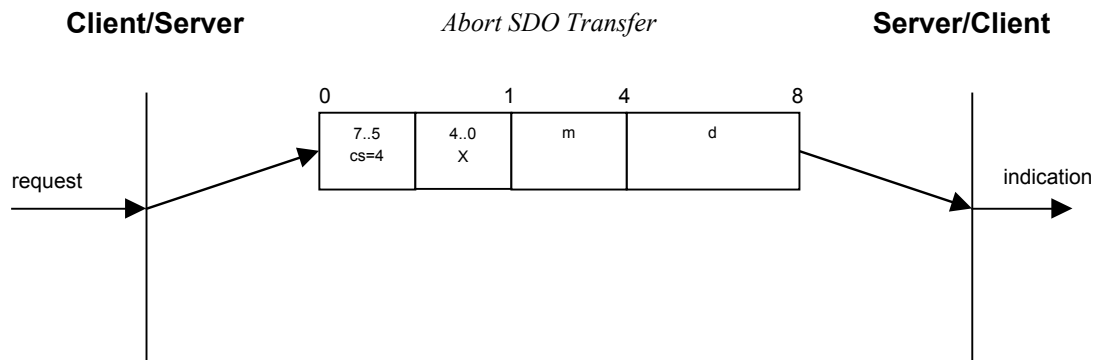 Client/Server Abort SDO Transfer Server/Client
0 1 4 8
7..5 4..0 m d
cs=4 X
request indication